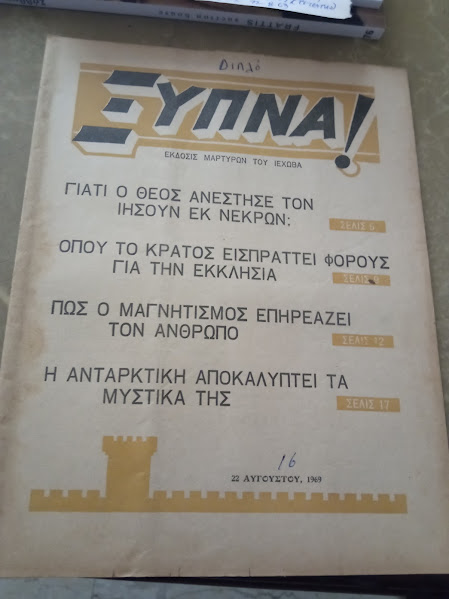 Διπλό
ΞΥΠΝΑ!
ΕΚΔΟΣΙΣ ΜΑΡΤΥΡΩΝ ΤΟΥ ΙΕΧΩΒΑ
ΓΙΑΤΙ Ο ΘΕΟΣ ΑΝΕΣΤΗΣΕ ΤΟΝ
ΙΗΣΟΥΝ ΕΚ ΝΕΚΡΩΝ;
ΣΕΛΙΣ
ΟΠΟΥ ΤΟ ΚΡΑΤΟΣ ΕΙΣΠΡΑΤΤΕΙ ΦΟΡΟΥΣ
ΓΙΑ ΤΗΝ ΕΚΚΛΗΣΙΑ
ΣΕΛΙΣ
ΠΩΣ Ο ΜΑΓΝΗΤΙΣΜΟΣ ΕΠΗΡΕΑΖΕΙ
ΤΟΝ ΑΝΘΡΩΠΟ
ΣΕΛΙΣ 12
Η ΑΝΤΑΡΚΤΙΚΗ ΑΠΟΚΑΛΥΠΤΕΙ ΤΑ
ΜΥΣΤΙΚΑ ΤΗΣ
ΣΕΛΙΣ 17
16
22 ΑΥΓΟΥΣΤΟΥ, 1969